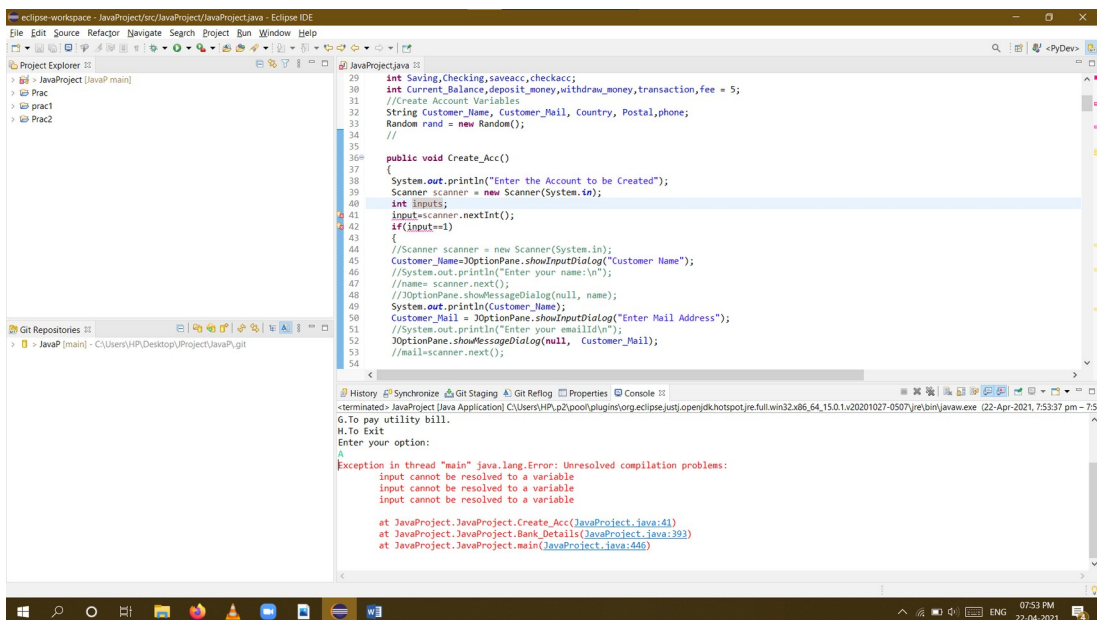 eclipse-workspace - JavaProject/src/JavaProject/JavaProject.java - Eclipse IDE
File Edit Source Refactor Navigate Search Project Run Window Help
<PyDev>
Project Explorer
> JavaProject [JavaP main]
Prac
prac1
Prac2
JavaProject.java
29 int Saving,Checking,saveacc,checkacc;
30 int Current_Balance,deposit_money,withdraw_money,transaction,fee = 5;
31 //Create Account Variables
32 String Customer_Name, Customer_Mail, Country, Postal,phone;
33 Random rand = new Random();
34 //
35
36 public void Create_Acc()
37 {
38 System.out.println("Enter the Account to be Created");
39 Scanner scanner = new Scanner(System.in);
40 int inputs;
41 input=scanner.nextInt();
42 if(input==1)
43 {
44 //Scanner scanner = new Scanner(System.in);
45 Customer_Name=JOptionPane.showInputDialog("Customer Name");
46 //System.out.println("Enter your name:\n");
47 //name= scanner.next();
48 //JOptionPane.showMessageDialog(null, name);
49 System.out.println(Customer_Name);
50 Customer_Mail = JOptionPane.showInputDialog("Enter Mail Address");
51 //System.out.println("Enter your emailId\n");
52 JOptionPane.showMessageDialog(null, Customer_Mail);
53 //mail=scanner.next();
54
Git Repositories
> JavaP [main] - C:\Users\HP\Desktop\JProject\JavaP\.git
History Synchronize Git Staging Git Reflog Properties Console
<terminated> JavaProject [Java Application] C:\Users\HP\.p2\pool\plugins\org.eclipse.justj.openjdk.hotspot.jre.full.win32.x86_64_15.0.1.v20201027-0507\jre\bin\javaw.exe (22-Apr-2021, 7:53:37 pm – 7:5
G.To pay utility bill.
H.To Exit
Enter your option:
A
Exception in thread "main" java.lang.Error: Unresolved compilation problems:
input cannot be resolved to a variable
input cannot be resolved to a variable
input cannot be resolved to a variable
at JavaProject.JavaProject.Create_Acc(JavaProject.java:41)
at JavaProject.JavaProject.Bank_Details(JavaProject.java:393)
at JavaProject.JavaProject.main(JavaProject.java:446)
ENG
07:53 PM
22-04-2021